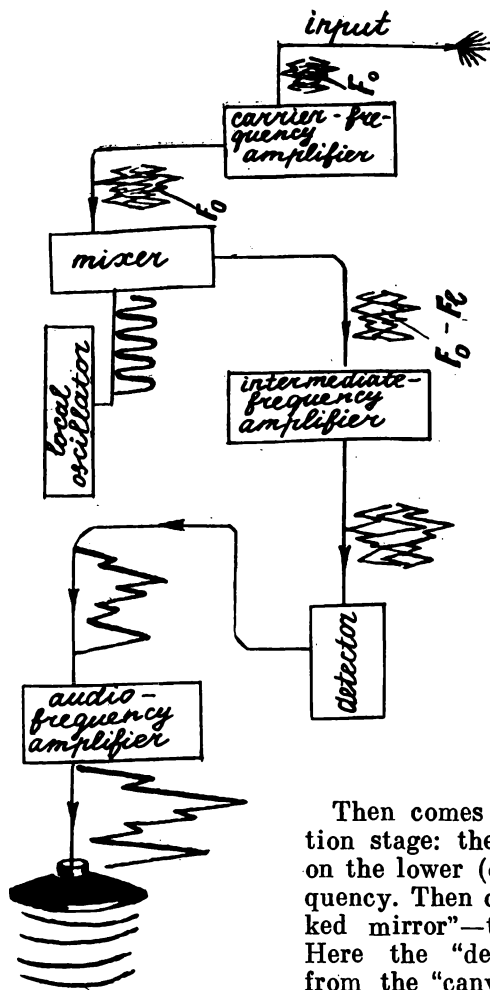 input
F₀
carrier-fre-
quency
amplifier
F₀
mixer
local
oscillator
F₀ - Fℓ
intermediate-
frequency
amplifier
detector
audio-
frequency
amplifier
Then comes
tion stage: the
on the lower (
quency. Then
ked mirror"—t
Here the "de
from the "canv